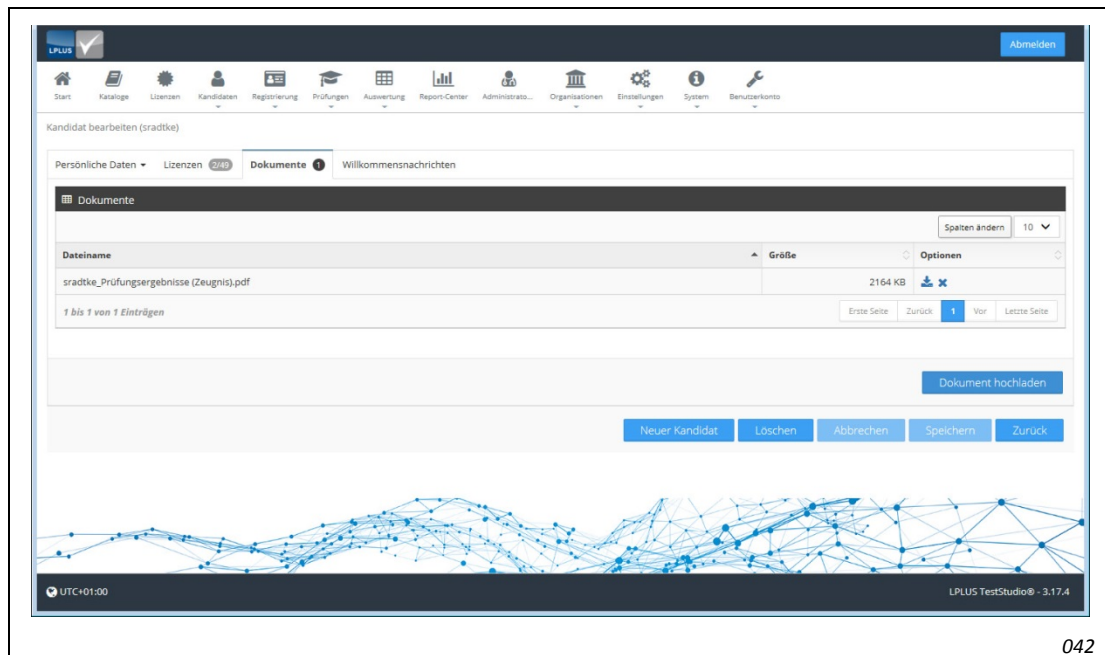 LPLUS
Abmelden
Start Kataloge Lizenzen Kandidaten Registrierung Prüfungen Auswertung Report-Center Administrato... Organisationen Einstellungen System Benutzerkonto
Kandidat bearbeiten (sradtke)
Persönliche Daten Lizenzen 2/49 Dokumente 1 Willkommensnachrichten
Dokumente
Spalten ändern 10
Dateiname Größe Optionen
sradtke_Prüfungsergebnisse (Zeugnis).pdf 2164 KB
1 bis 1 von 1 Einträgen Erste Seite Zurück 1 Vor Letzte Seite
Dokument hochladen
Neuer Kandidat Löschen Abbrechen Speichern Zurück
UTC+01:00 LPLUS TestStudio® - 3.17.4
042